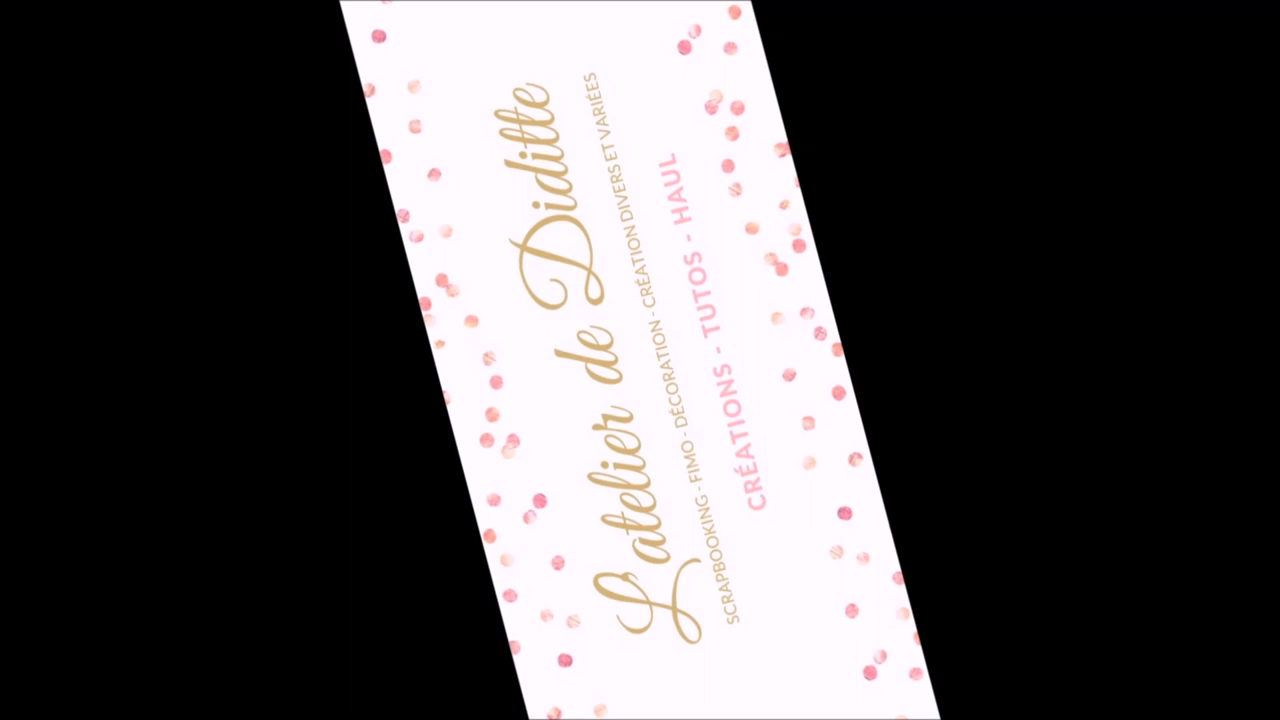 L'atelier de Diditte
SCRAPBOOKING - FIMO - DÉCORATION - CRÉATION DIVERS ET VARIÉES
CRÉATIONS - TUTOS - HAUL